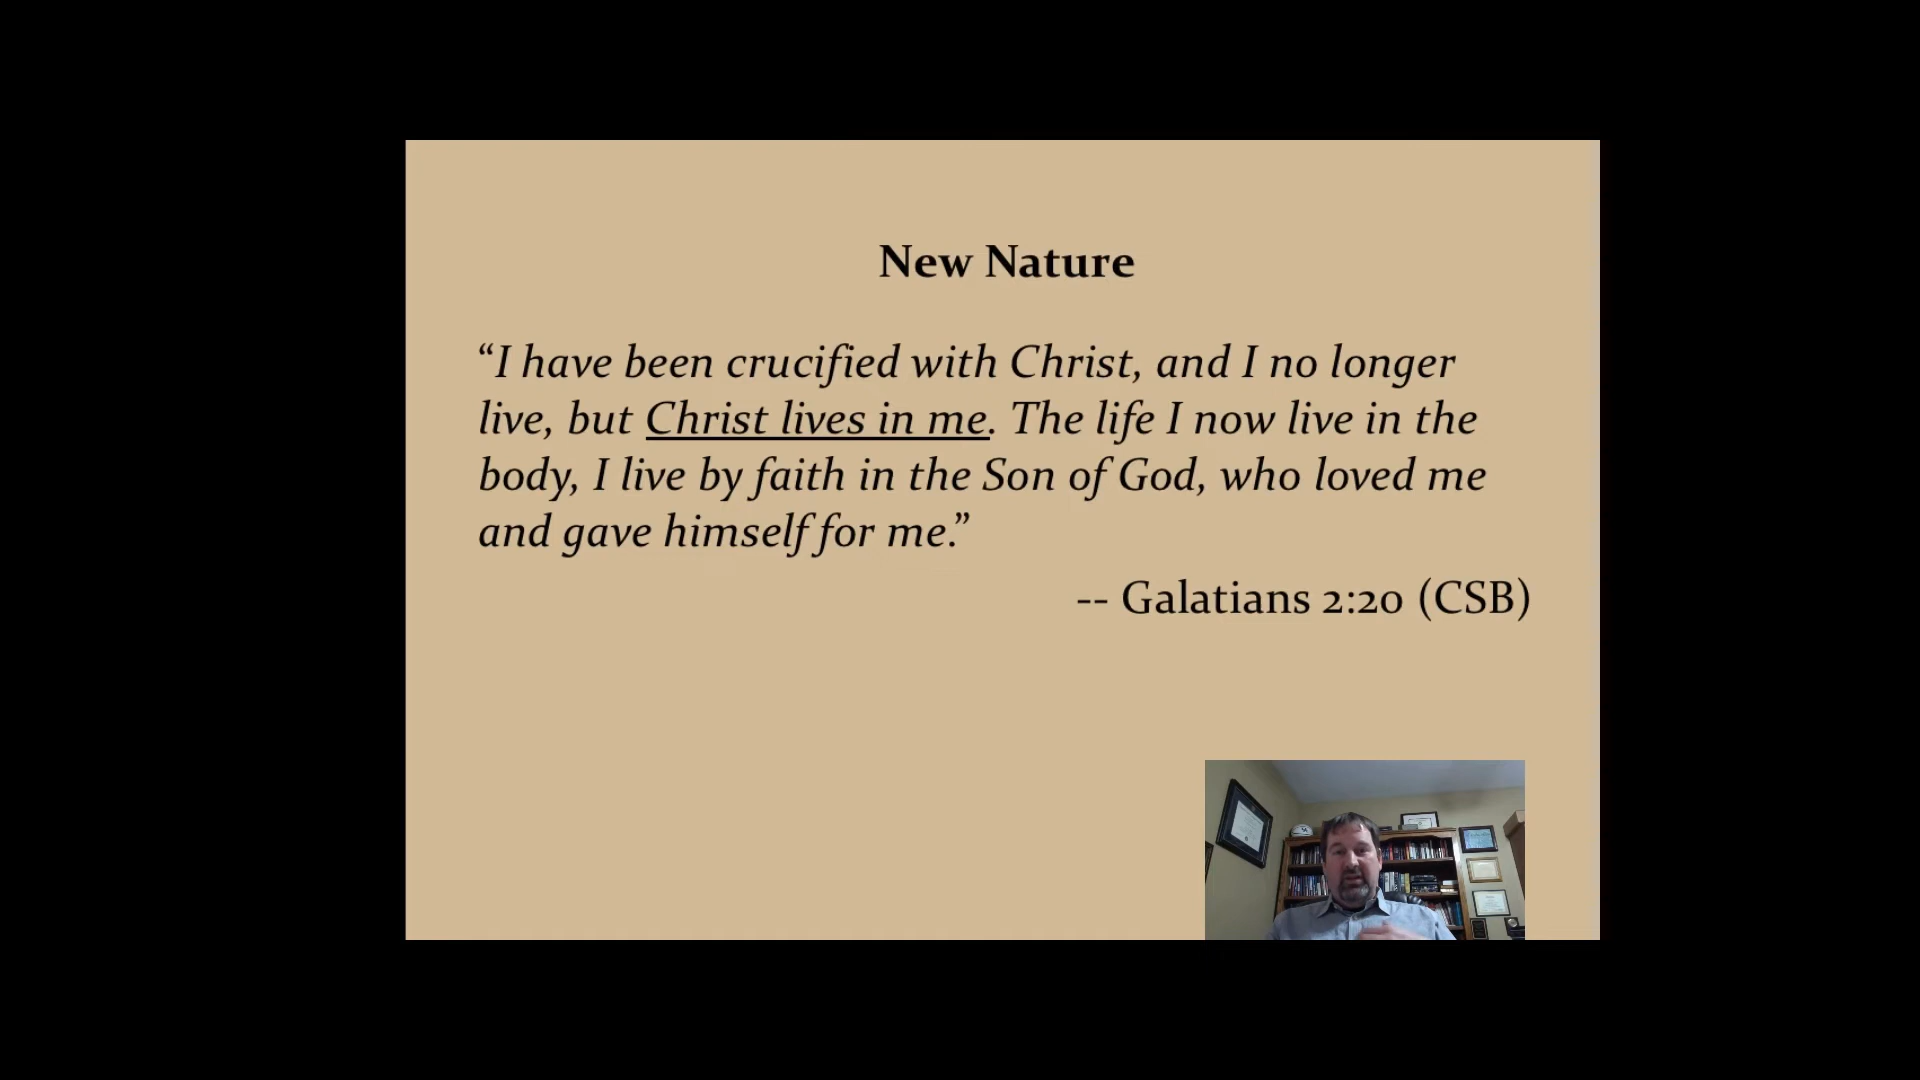 New Nature
“I have been crucified with Christ, and I no longer
live, but Christ lives in me. The life I now live in the
body, I live by faith in the Son of God, who loved me
and gave himself for me.”
-- Galatians 2:20 (CSB)